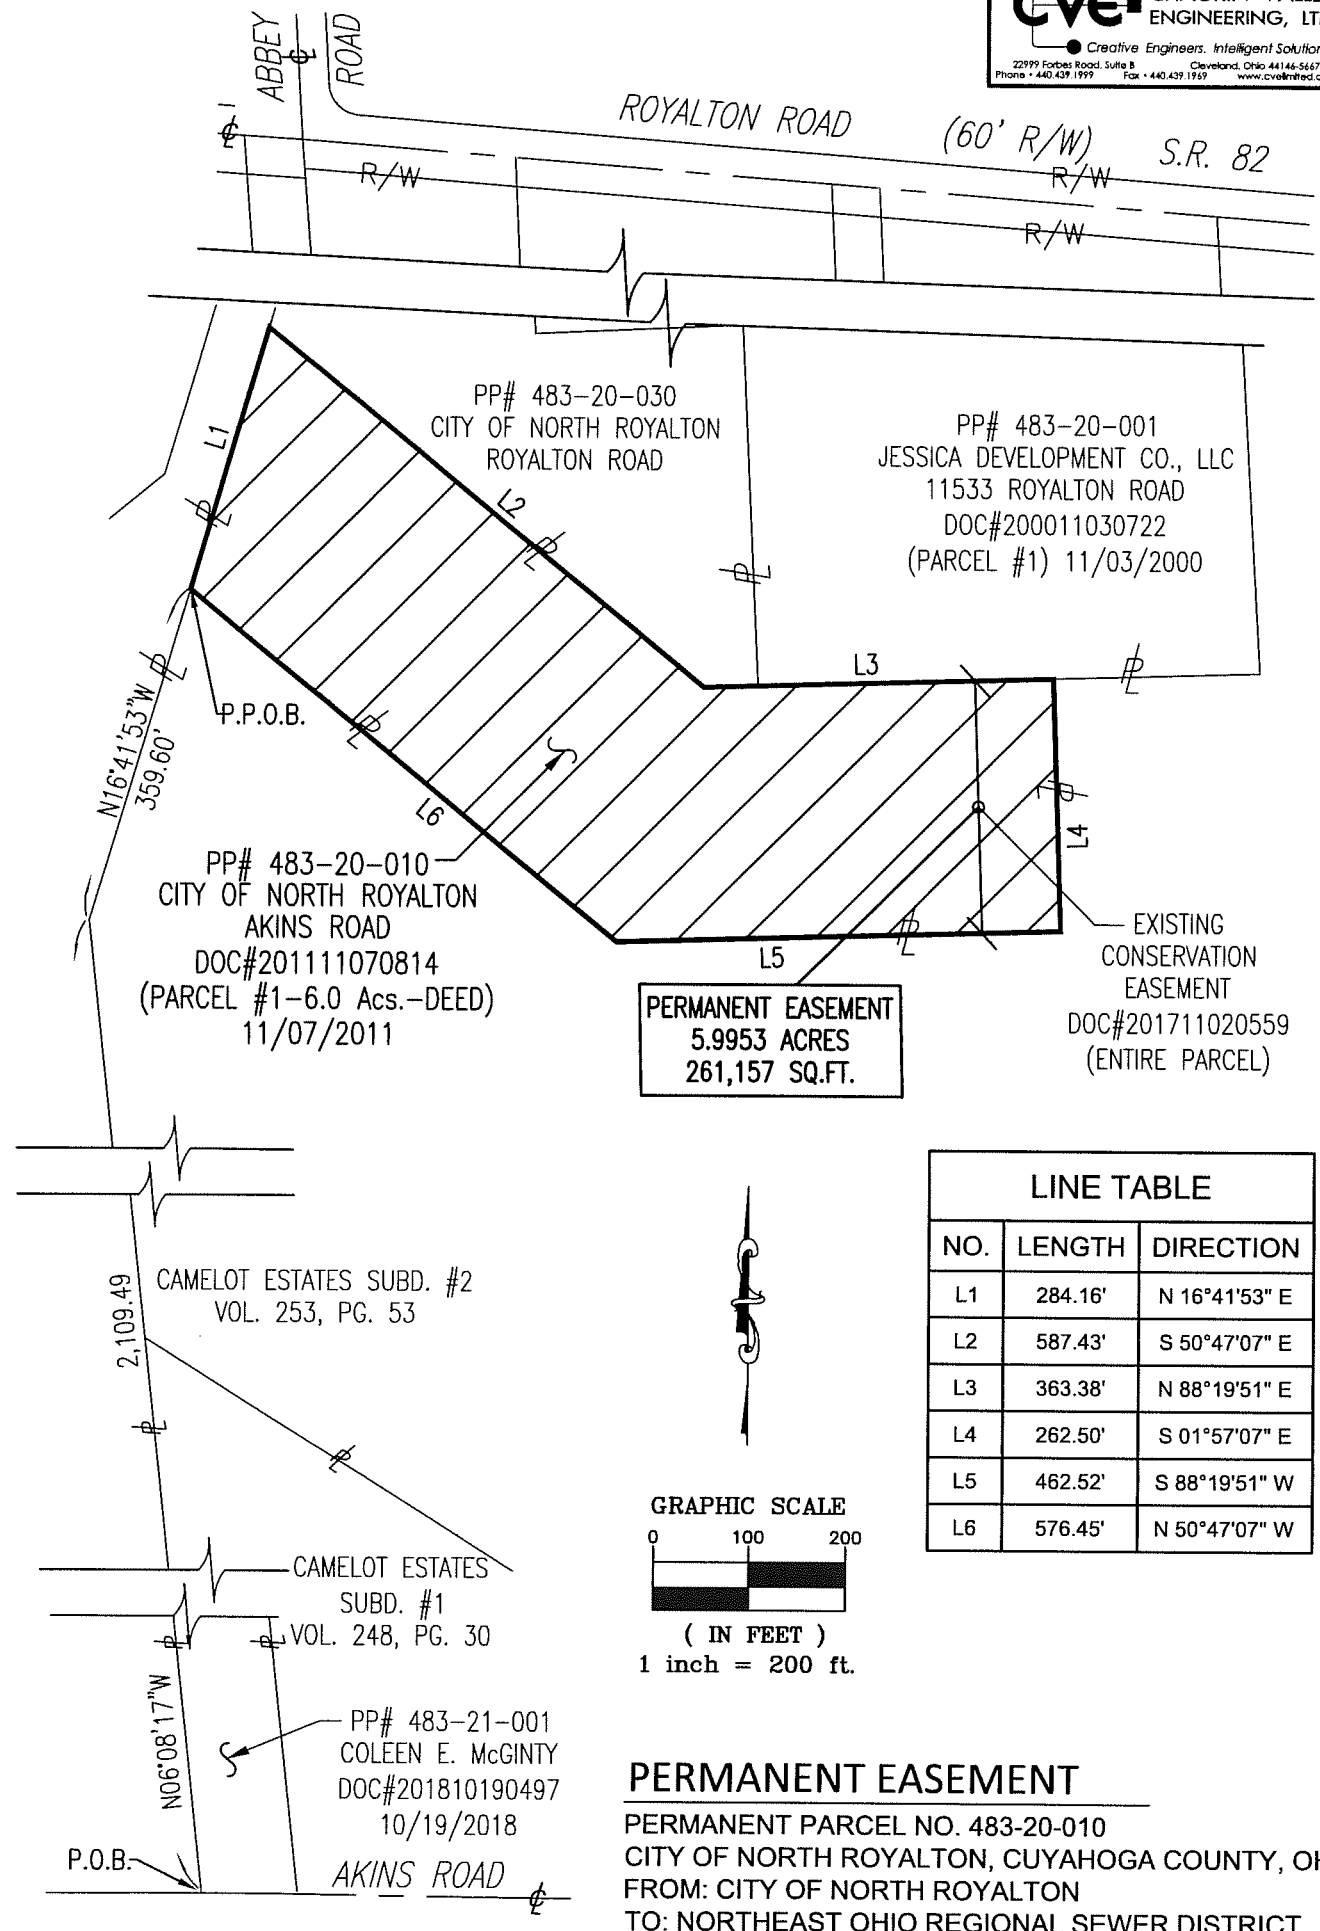 CVE
ENGINEERING, LT
Creative Engineers. Intelligent Solution
22999 Forbes Road, Suite B Cleveland, Ohio 44146-5667
Phone • 440.439.1999 Fax • 440.439.1969 www.cvelimited.c
ABBEY
ROAD
ROYALTON ROAD (60' R/W) S.R. 82
R/W
R/W
R/W
PP# 483-20-030
CITY OF NORTH ROYALTON
ROYALTON ROAD
PP# 483-20-001
JESSICA DEVELOPMENT CO., LLC
11533 ROYALTON ROAD
DOC#200011030722
(PARCEL #1) 11/03/2000
L1
L2
L3
L4
L5
L6
P.P.O.B.
N16°41'53"W
359.60'
PP# 483-20-010
CITY OF NORTH ROYALTON
AKINS ROAD
DOC#201111070814
(PARCEL #1-6.0 Acs.-DEED)
11/07/2011
PERMANENT EASEMENT
5.9953 ACRES
261,157 SQ.FT.
EXISTING
CONSERVATION
EASEMENT
DOC#201711020559
(ENTIRE PARCEL)
LINE TABLE
NO. LENGTH DIRECTION
L1 284.16' N 16°41'53" E
L2 587.43' S 50°47'07" E
L3 363.38' N 88°19'51" E
L4 262.50' S 01°57'07" E
L5 462.52' S 88°19'51" W
L6 576.45' N 50°47'07" W
2,109.49
CAMELOT ESTATES SUBD. #2
VOL. 253, PG. 53
GRAPHIC SCALE
0 100 200
( IN FEET )
1 inch = 200 ft.
CAMELOT ESTATES
SUBD. #1
VOL. 248, PG. 30
N06°08'17"W
PP# 483-21-001
COLEEN E. McGINTY
DOC#201810190497
10/19/2018
P.O.B.
AKINS ROAD
PERMANENT EASEMENT
PERMANENT PARCEL NO. 483-20-010
CITY OF NORTH ROYALTON, CUYAHOGA COUNTY, OH
FROM: CITY OF NORTH ROYALTON
TO: NORTHEAST OHIO REGIONAL SEWER DISTRICT